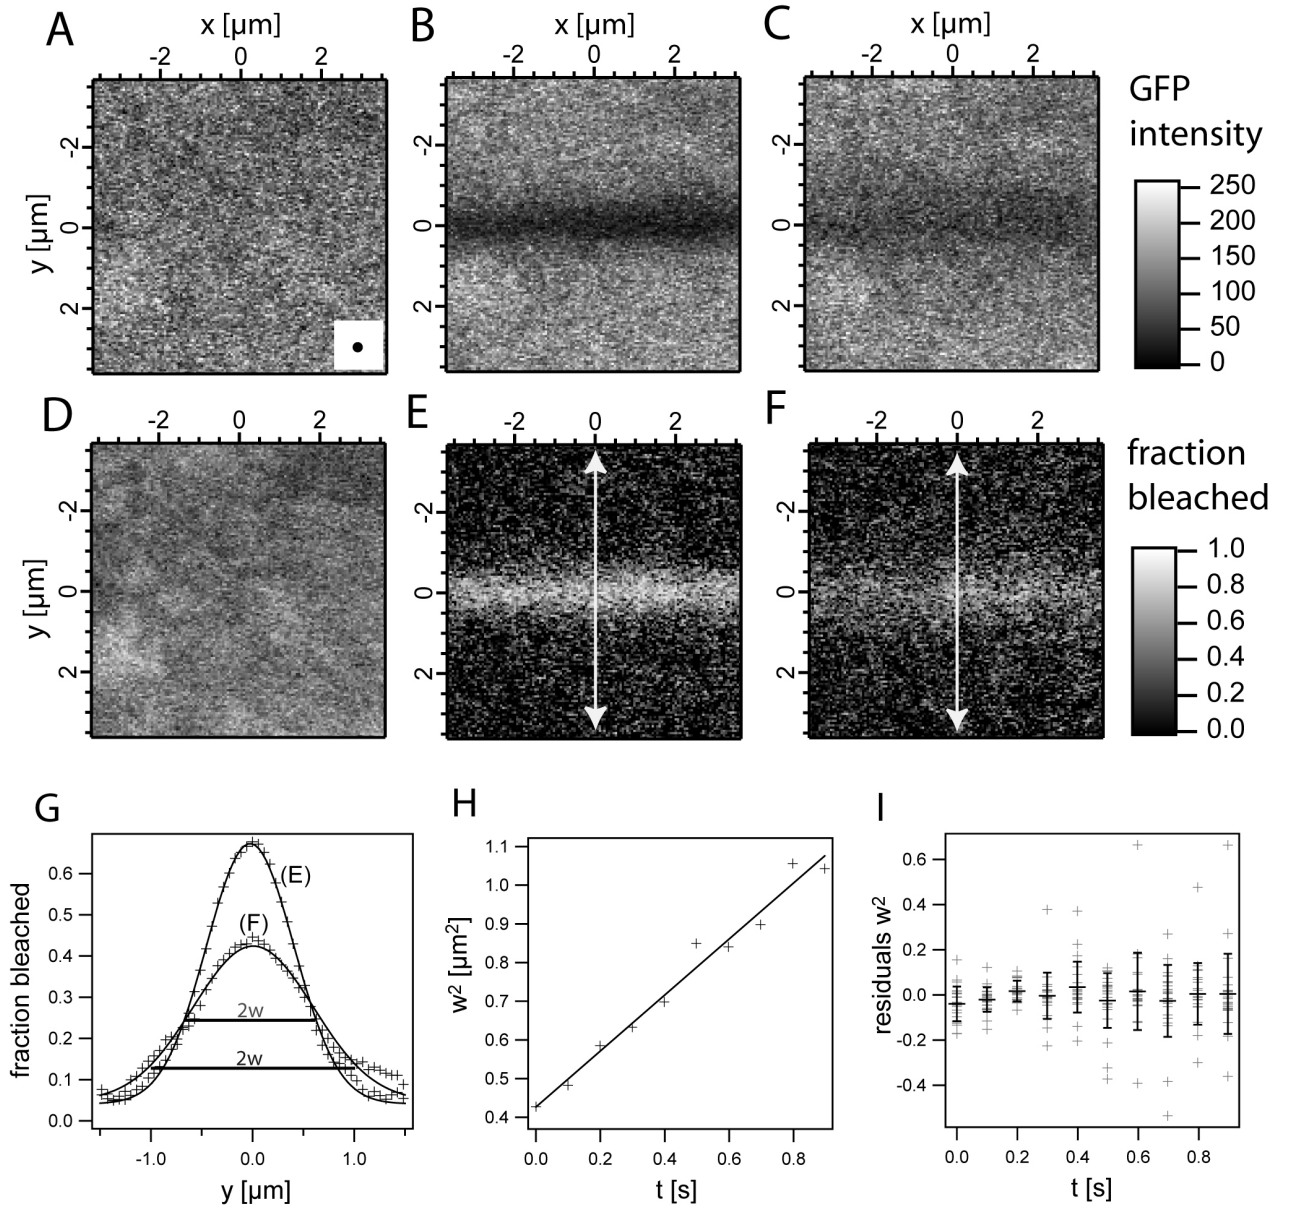 A
x [µm]
-2
0
2
y [µm]
-2
0
2
B
x [µm]
-2
0
2
-2
0
2
C
x [µm]
-2
0
2
-2
0
2
GFP
intensity
250
200
150
100
50
0
D
-2
0
2
y [µm]
-2
0
2
E
-2
0
2
-2
0
2
F
-2
0
2
-2
0
2
fraction
bleached
1.0
0.8
0.6
0.4
0.2
0.0
G
fraction bleached
0.6
0.5
0.4
0.3
0.2
0.1
0.0
(E)
(F)
2w
2w
-1.0
0.0
1.0
y [µm]
H
w² [µm²]
1.1
1.0
0.9
0.8
0.7
0.6
0.5
0.4
0.0
0.2
0.4
0.6
0.8
t [s]
I
residuals w²
0.6
0.4
0.2
0.0
-0.2
-0.4
0.0
0.2
0.4
0.6
0.8
t [s]